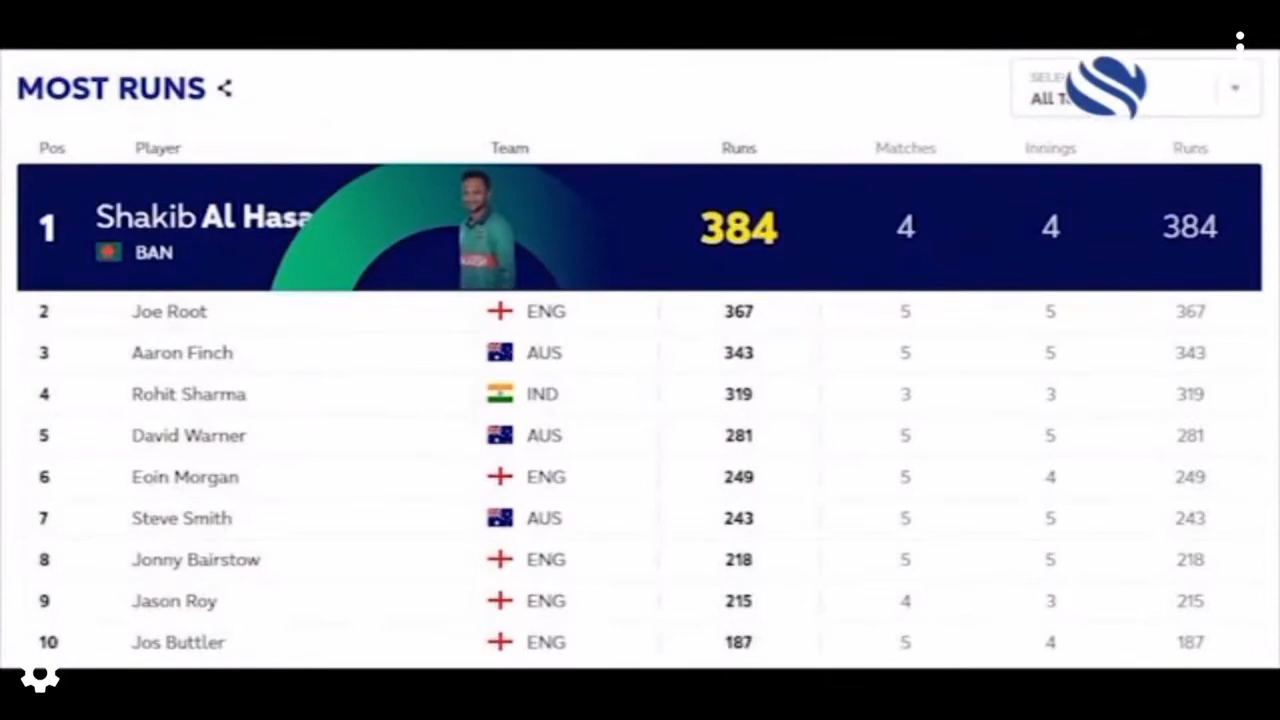 MOST RUNS
All
Pos Player Team Runs Matches Innings Runs
1 Shakib Al Hasa 384 4 4 384
BAN
2 Joe Root ENG 367 5 5 367
3 Aaron Finch AUS 343 5 5 343
4 Rohit Sharma IND 319 3 3 319
5 David Warner AUS 281 5 5 281
6 Eoin Morgan ENG 249 5 4 249
7 Steve Smith AUS 243 5 5 243
8 Jonny Bairstow ENG 218 5 5 218
9 Jason Roy ENG 215 4 3 215
10 Jos Buttler ENG 187 5 4 187